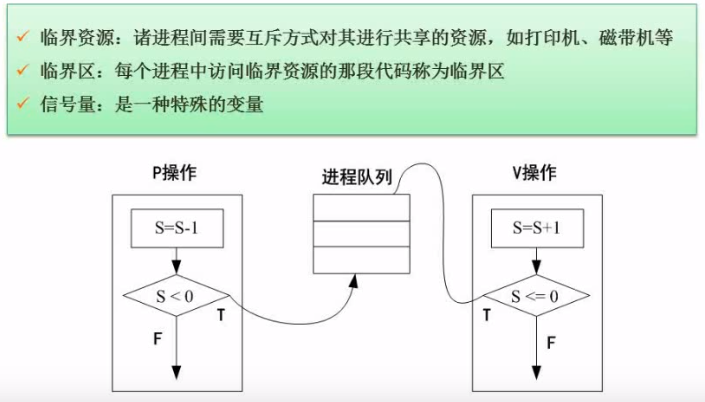 ✓ 临界资源：诸进程间需要互斥方式对其进行共享的资源，如打印机、磁带机等
✓ 临界区：每个进程中访问临界资源的那段代码称为临界区
✓ 信号量：是一种特殊的变量
P操作
进程队列
V操作
S=S-1
S=S+1
S < 0
S <= 0
T
T
F
F